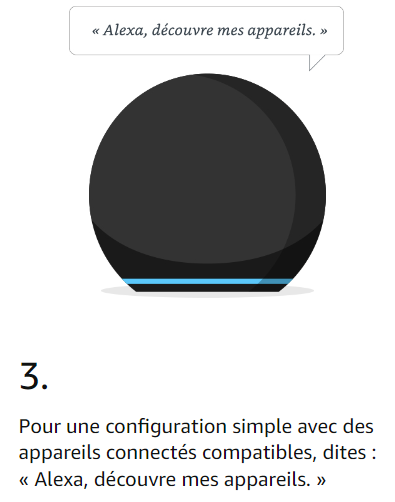 « Alexa, découvre mes appareils. »
3.
Pour une configuration simple avec des
appareils connectés compatibles, dites :
« Alexa, découvre mes appareils. »